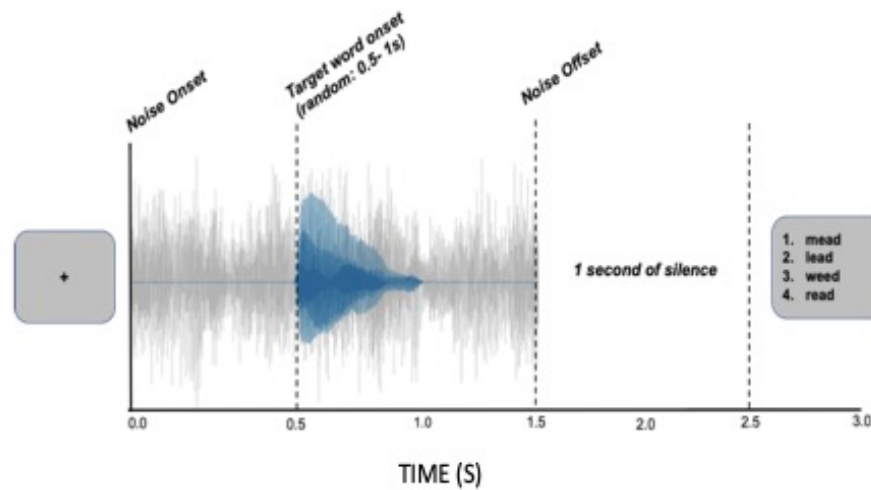 Noise Onset
Target word onset
(random: 0.5- 1s)
Noise Offset
+
1 second of silence
1. mead
2. lead
3. weed
4. read
0.0 0.5 1.0 1.5 2.0 2.5 3.0
TIME (S)